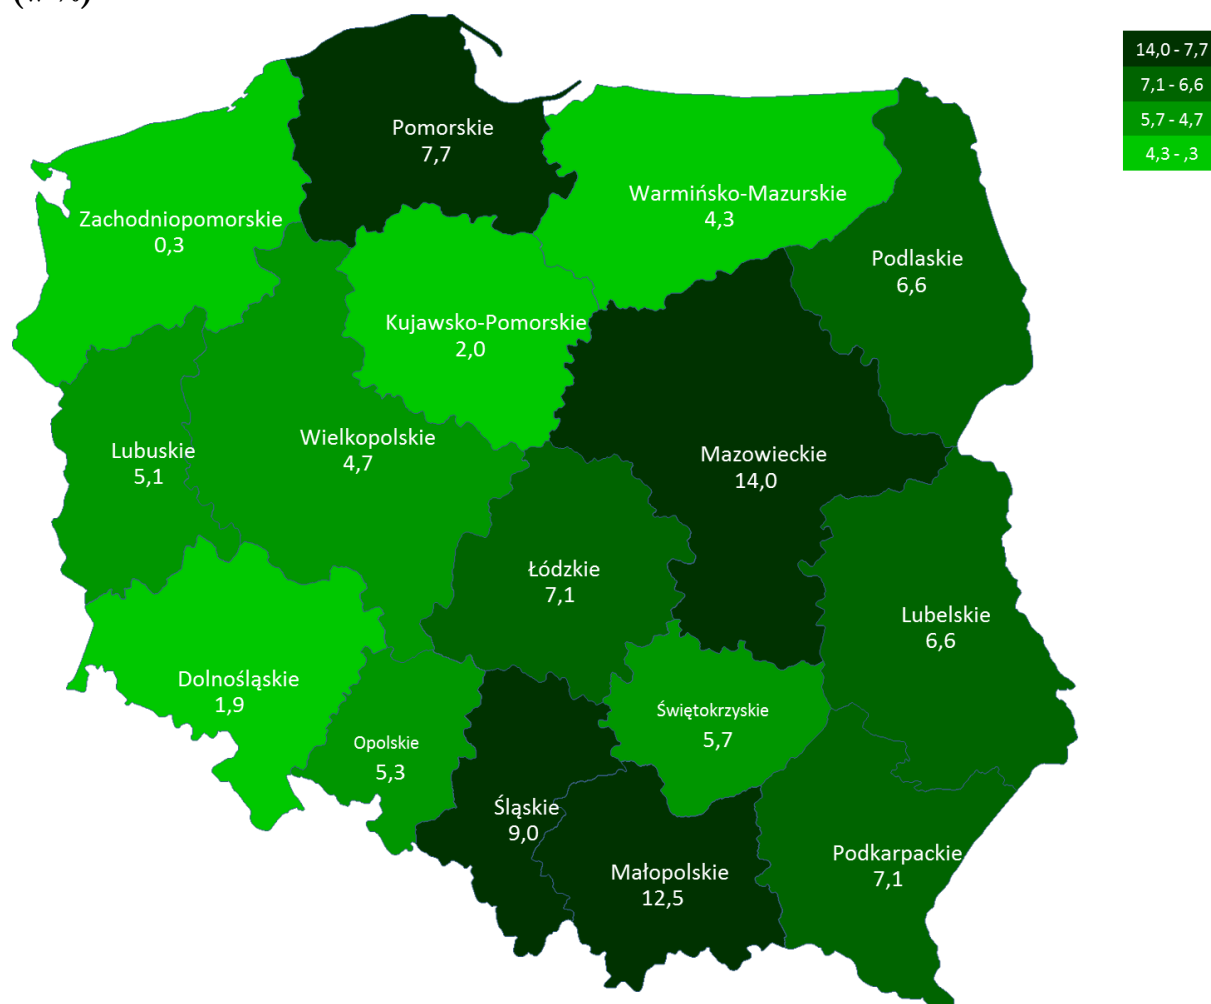 14,0 - 7,7
7,1 - 6,6
5,7 - 4,7
4,3 - ,3
Pomorskie
7,7
Warmińsko-Mazurskie
4,3
Zachodniopomorskie
0,3
Podlaskie
6,6
Kujawsko-Pomorskie
2,0
Wielkopolskie
4,7
Lubuskie
5,1
Mazowieckie
14,0
Łódzkie
7,1
Lubelskie
6,6
Dolnośląskie
1,9
Świętokrzyskie
5,7
Opolskie
5,3
Śląskie
9,0
Podkarpackie
7,1
Małopolskie
12,5